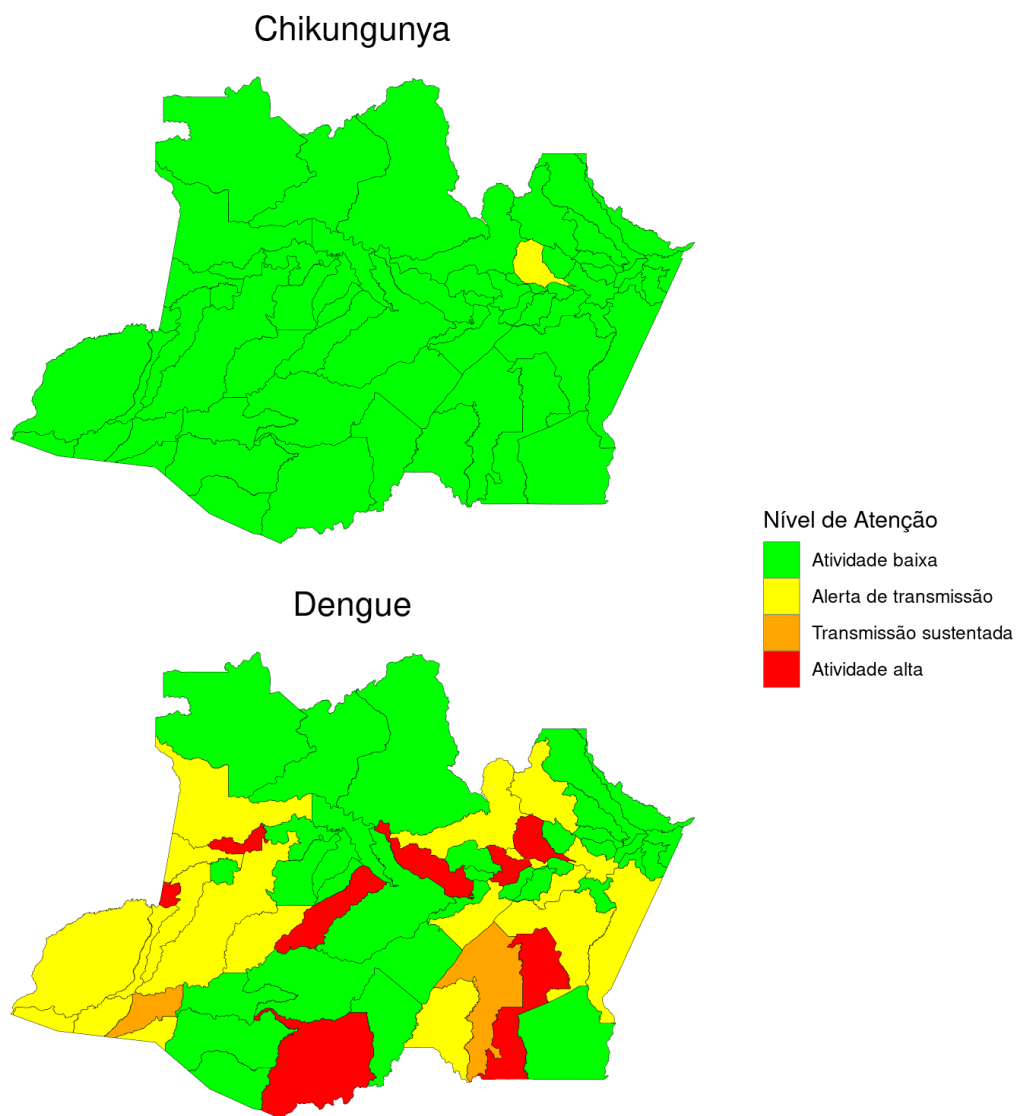 Chikungunya
Nível de Atenção
Atividade baixa
Alerta de transmissão
Transmissão sustentada
Atividade alta
Dengue